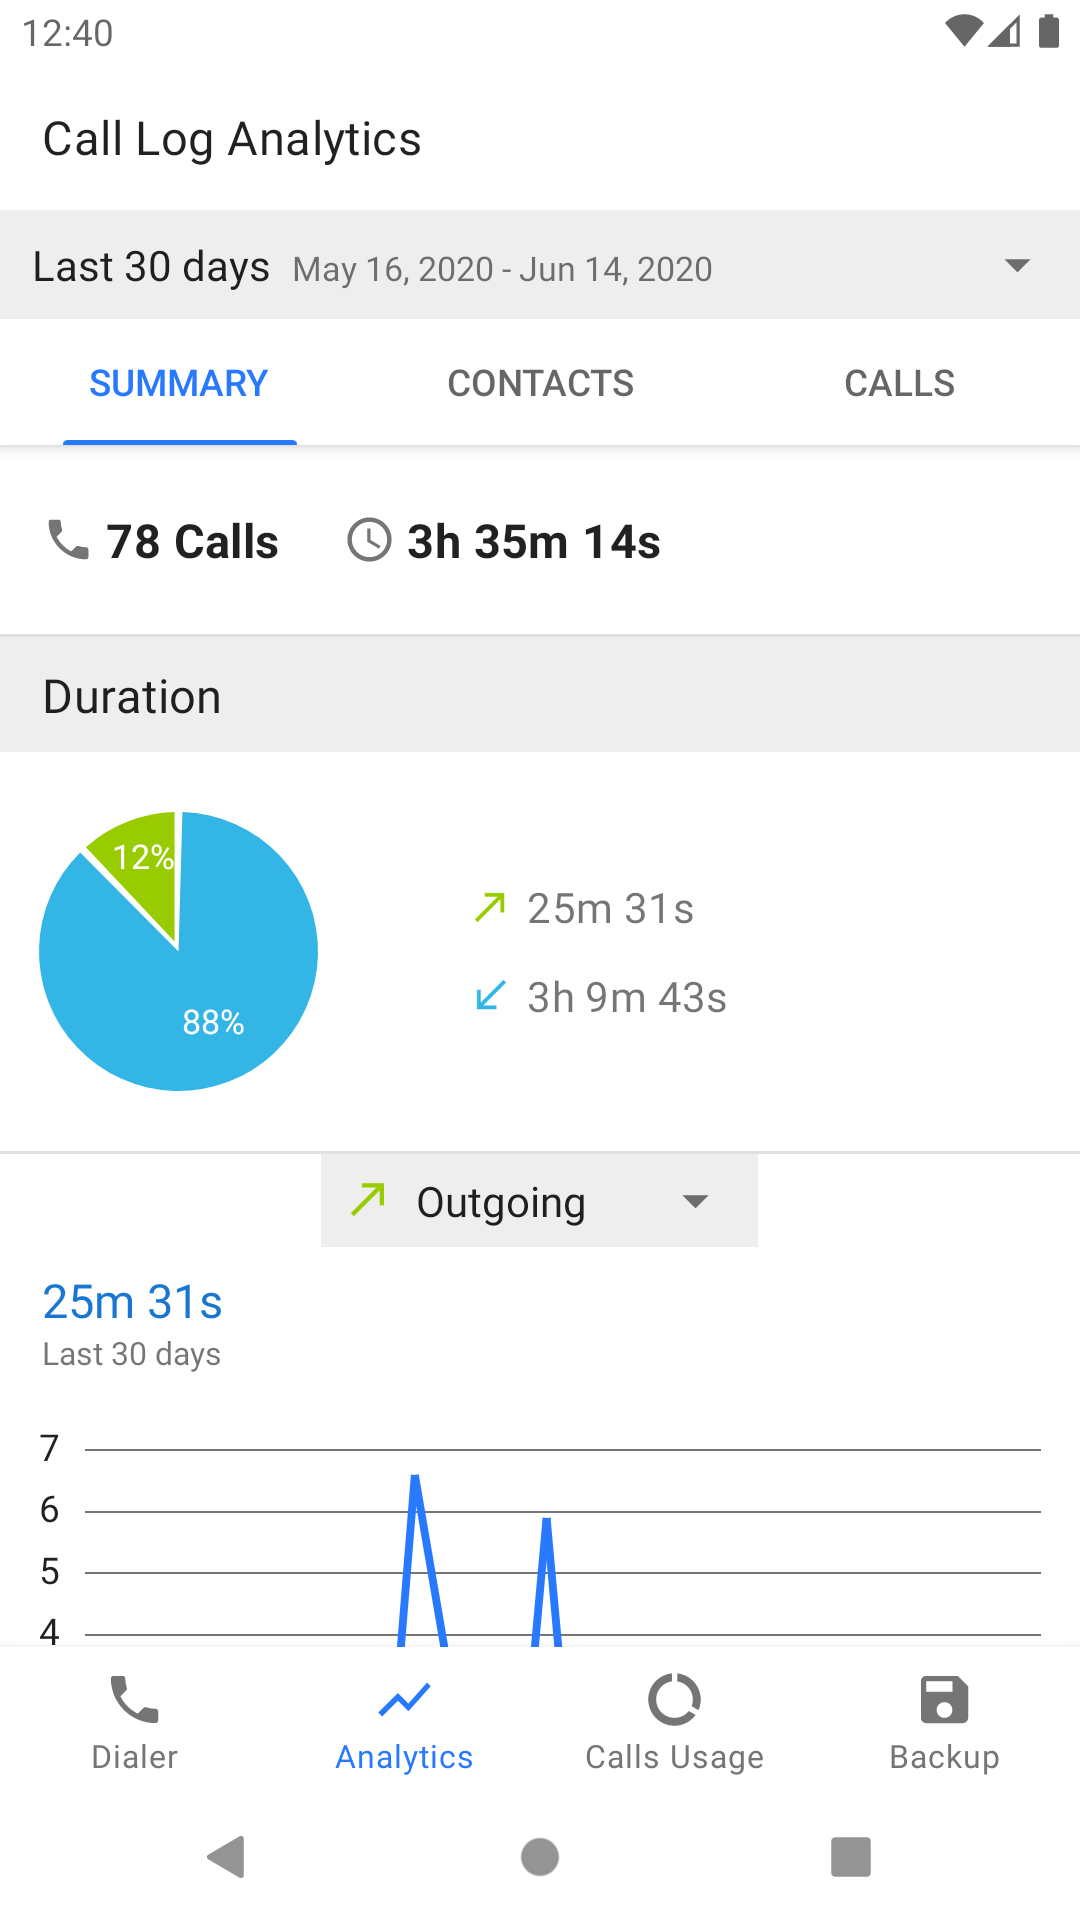 12:40
Call Log Analytics
Last 30 days May 16, 2020 - Jun 14, 2020
SUMMARY CONTACTS CALLS
78 Calls 3h 35m 14s
Duration
12%
88%
25m 31s
3h 9m 43s
Outgoing
25m 31s
Last 30 days
7
6
5
4
Dialer Analytics Calls Usage Backup